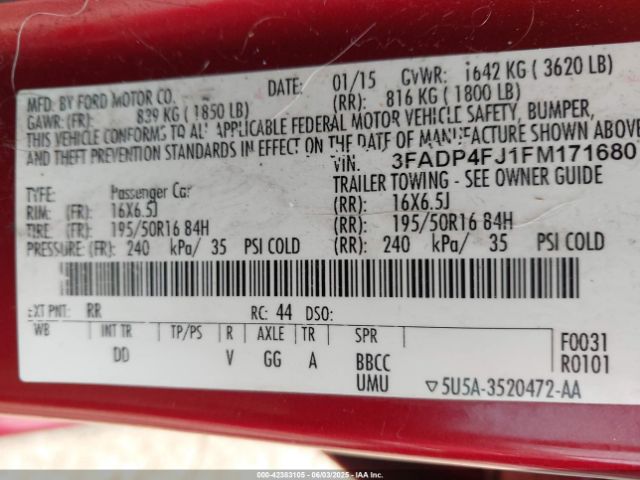 MFD. BY FORD MOTOR CO. DATE: 01/15 GVWR: 1642 KG ( 3620 LB)
GAWR: (FR): 839 KG ( 1850 LB) (RR): 816 KG ( 1800 LB)
THIS VEHICLE CONFORMS TO ALL APPLICABLE FEDERAL MOTOR VEHICLE SAFETY, BUMPER,
THEFT PREVENTION STANDARDS IN EFFECT ON THE DATE OF MANUFACTURE SHOWN ABOVE
VIN: 3FADP4FJ1FM171680
TYPE: Passenger Car TRAILER TOWING - SEE OWNER GUIDE
RIM: (FR): 16X6.5J (RR): 16X6.5J
TIRE: (FR): 195/50R16 84H (RR): 195/50R16 84H
PRESSURE: (FR): 240 kPa/ 35 PSI COLD (RR): 240 kPa/ 35 PSI COLD
EXT PNT: RR RC: 44 DSO:
WB INT TR TP/PS R AXLE TR SPR F0031
DD V GG A BBCC R0101
UMU ▽ 5U5A-3520472-AA
000-42383105 - 06/03/2025 - IAA Inc.